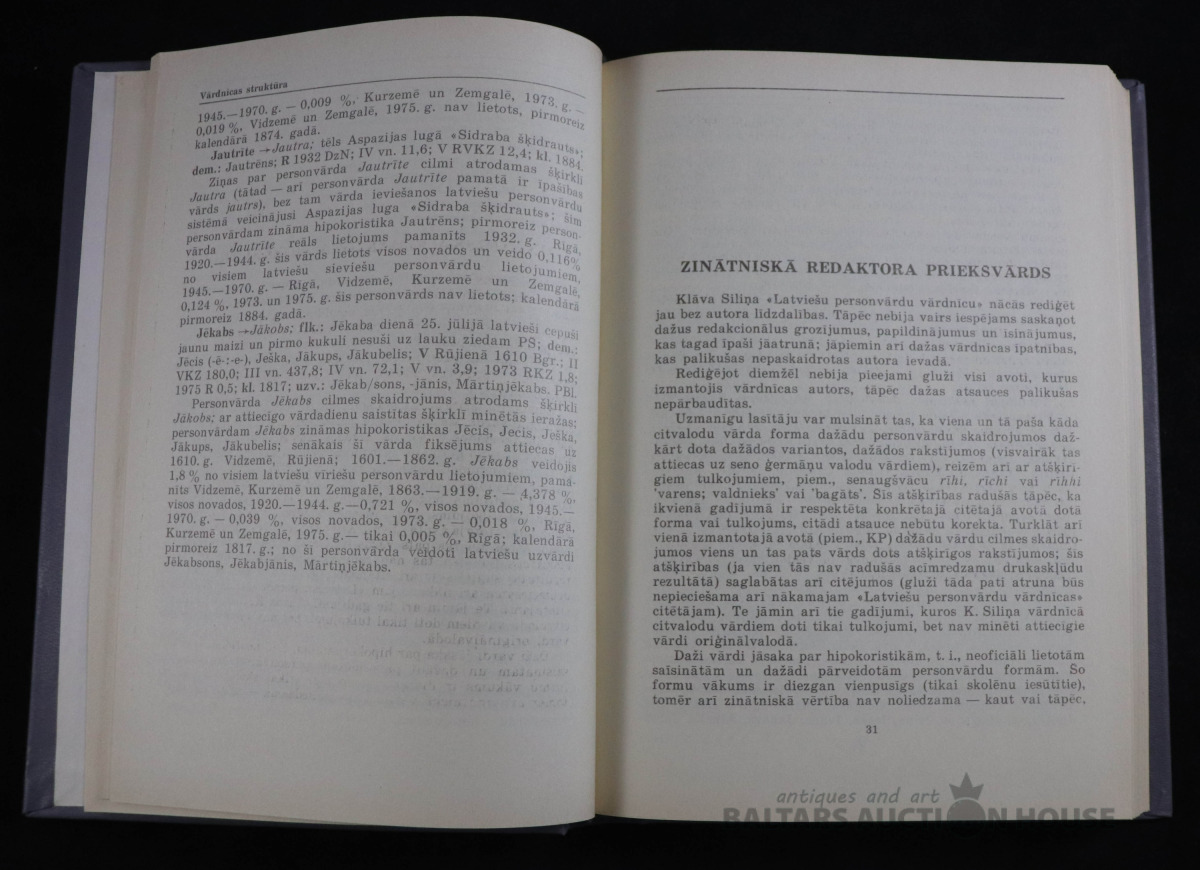 Vārdnīcas struktūra
1945.—1970. g. — 0,009 %, Kurzemē un Zemgalē, 1973. g. —
0,019 %, Vidzemē un Zemgalē, 1975. g. nav lietots, pirmoreiz
kalendārā 1874. gadā.
Jautrīte →Jautra; tēls Aspazijas lugā «Sidraba šķidrauts»;
dem.: Jautrēns; R 1932 DzN; IV vn. 11,6; V RVKZ 12,4; kl. 1884.
Ziņas par personvārda Jautrīte cilmi atrodamas šķirklī
Jautra (tātad — arī personvārda Jautrīte pamatā ir īpašības
vārds jautrs), bez tam vārda ieviešanos latviešu personvārdu
sistēmā veicinājusi Aspazijas luga «Sidraba šķidrauts»; šim
personvārdam zināma hipokoristika Jautrēns; pirmoreiz person-
vārda Jautrīte reāls lietojums pamanīts 1932. g. Rīgā,
1920.—1944. g. šis vārds lietots visos novados un veido 0,116%
no visiem latviešu sieviešu personvārdu lietojumiem,
1945.—1970. g. — Rīgā, Vidzemē, Kurzemē un Zemgalē,
0,124 %, 1973. un 1975. g. šis personvārds nav lietots; kalendārā
pirmoreiz 1884. gadā.
Jēkabs →Jākobs; flk.: Jēkaba dienā 25. jūlijā latvieši cepuši
jaunu maizi un pirmo kukuli nesuši uz lauku ziedam PS; dem.:
Jēcis (-ē-:-e-), Ješka, Jākups, Jākubelis; V Rūjienā 1610 Bgr.; II
VKZ 180,0; III vn. 437,8; IV vn. 72,1; V vn. 3,9; 1973 RKZ 1,8;
1975 R 0,5; kl. 1817; uzv.: Jēkab/sons, -jānis, Mārtiņjēkabs, PBl.
Personvārda Jēkabs cilmes skaidrojums atrodams šķirklī
Jākobs; ar attiecīgo vārdadienu saistītas šķirklī minētās ieražas;
personvārdam Jēkabs zināmas hipokoristikas Jēcis, Jecis, Ješka,
Jākups, Jākubelis; senākais šī vārda fiksējums attiecas uz
1610. g. Vidzemē, Rūjienā; 1601.—1862. g. Jēkabs veidojis
1,8 % no visiem latviešu vīriešu personvārdu lietojumiem, pama-
nīts Vidzemē, Kurzemē un Zemgalē, 1863.—1919. g. — 4,378 %,
visos novados, 1920.—1944. g.—0,721 %, visos novados, 1945.—
1970. g. — 0,039 %, visos novados, 1973. g. — 0,018 %, Rīgā,
Kurzemē un Zemgalē, 1975. g.— tikai 0,005 %, Rīgā; kalendārā
pirmoreiz 1817. g.; no šī personvārda veidoti latviešu uzvārdi
Jēkabsons, Jēkabjānis, Mārtiņjēkabs.
ZINĀTNISKĀ REDAKTORA PRIEKŠVĀRDS
Klāva Siliņa «Latviešu personvārdu vārdnīcu» nācās rediģēt
jau bez autora līdzdalības. Tāpēc nebija vairs iespējams saskaņot
dažus redakcionālus grozījumus, papildinājumus un īsinājumus,
kas tagad īpaši jāatrunā; jāpiemin arī dažas vārdnīcas īpatnības,
kas palikušas nepaskaidrotas autora ievadā.
Rediģējot diemžēl nebija pieejami gluži visi avoti, kurus
izmantojis vārdnīcas autors, tāpēc dažas atsauces palikušas
nepārbaudītas.
Uzmanīgu lasītāju var mulsināt tas, ka viena un tā paša kāda
citvalodu vārda forma dažādu personvārdu skaidrojumos daž-
kārt dota dažādos variantos, dažādos rakstījumos (visvairāk tas
attiecas uz seno ģermāņu valodu vārdiem), reizēm arī ar atšķirī-
giem tulkojumiem, piem., senaugšvācu rīhi, rīchi vai rīhhi
'varens; valdnieks' vai 'bagāts'. Šīs atšķirības radušās tāpēc, ka
ikvienā gadījumā ir respektēta konkrētajā citētajā avotā dotā
forma vai tulkojums, citādi atsauce nebūtu korekta. Turklāt arī
vienā izmantotajā avotā (piem., KP) dažādu vārdu cilmes skaidro-
jumos viens un tas pats vārds dots atšķirīgos rakstījumos; šīs
atšķirības (ja vien tās nav radušās acīmredzamu drukaskļūdu
rezultātā) saglabātas arī citējumos (gluži tāda pati atruna būs
nepieciešama arī nākamajam «Latviešu personvārdu vārdnīcas»
citētājam). Te jāmin arī tie gadījumi, kuros K. Siliņa vārdnīcā
citvalodu vārdiem doti tikai tulkojumi, bet nav minēti attiecīgie
vārdi oriģinālvalodā.
Daži vārdi jāsaka par hipokoristikām, t. i., neoficiāli lietotām
saīsinātām un dažādi pārveidotām personvārdu formām. Šo
formu vākums ir diezgan vienpusīgs (tikai skolēnu iesūtītie),
tomēr arī zinātniskā vērtība nav noliedzama — kaut vai tāpēc,
31
antiques and art
BALTARS AUCTION HOUSE